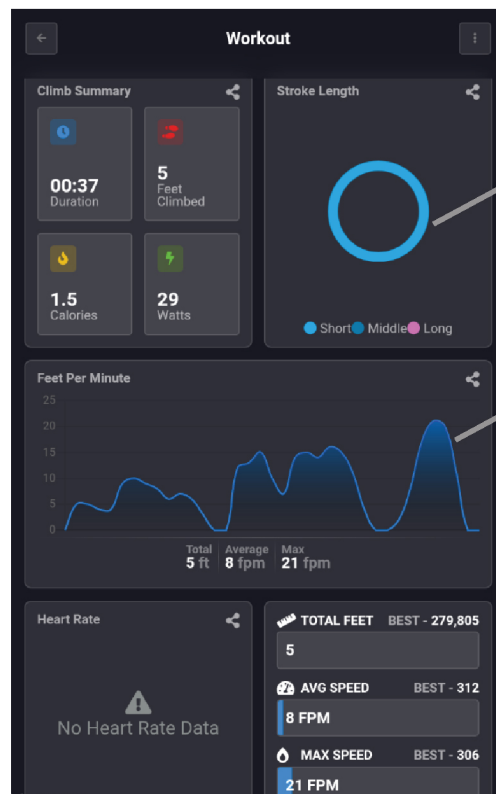 Workout
Climb Summary
00:37
Duration
5
Feet
Climbed
1.5
Calories
29
Watts
Stroke Length
Short Middle Long
Feet Per Minute
25
20
15
10
5
0
Total Average Max
5 ft 8 fpm 21 fpm
Heart Rate
No Heart Rate Data
TOTAL FEET BEST - 279,805
5
AVG SPEED BEST - 312
8 FPM
MAX SPEED BEST - 306
21 FPM